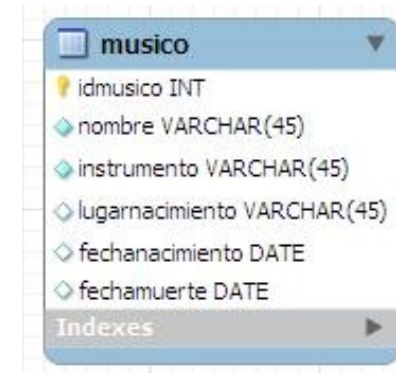 musico
idmusico INT
nombre VARCHAR(45)
instrumento VARCHAR(45)
lugarnacimiento VARCHAR(45)
fechanacimiento DATE
fechamuerte DATE
Indexes